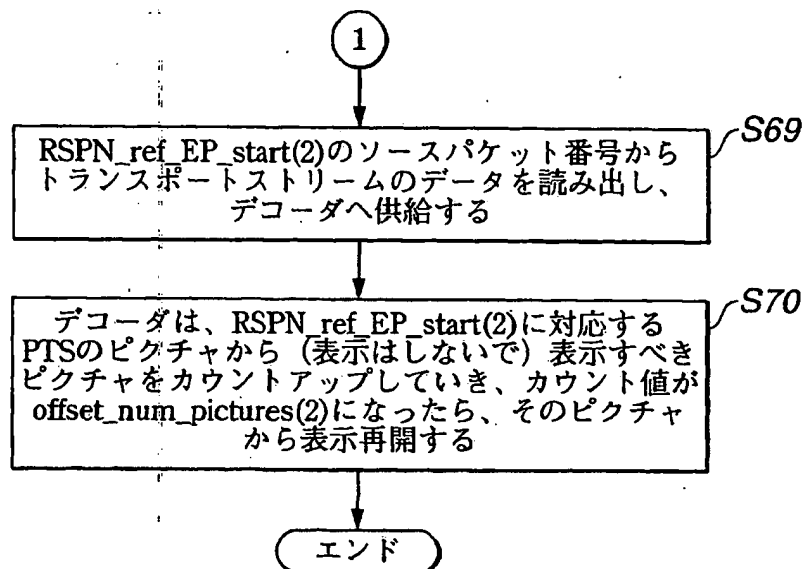 1
S69
RSPN_ref_EP_start(2)のソースパケット番号から
トランスポートストリームのデータを読み出し、
デコーダへ供給する
S70
デコーダは、RSPN_ref_EP_start(2)に対応する
PTSのピクチャから（表示はしないで）表示すべき
ピクチャをカウントアップしていき、カウント値が
offset_num_pictures(2)になったら、そのピクチャ
から表示再開する
エンド